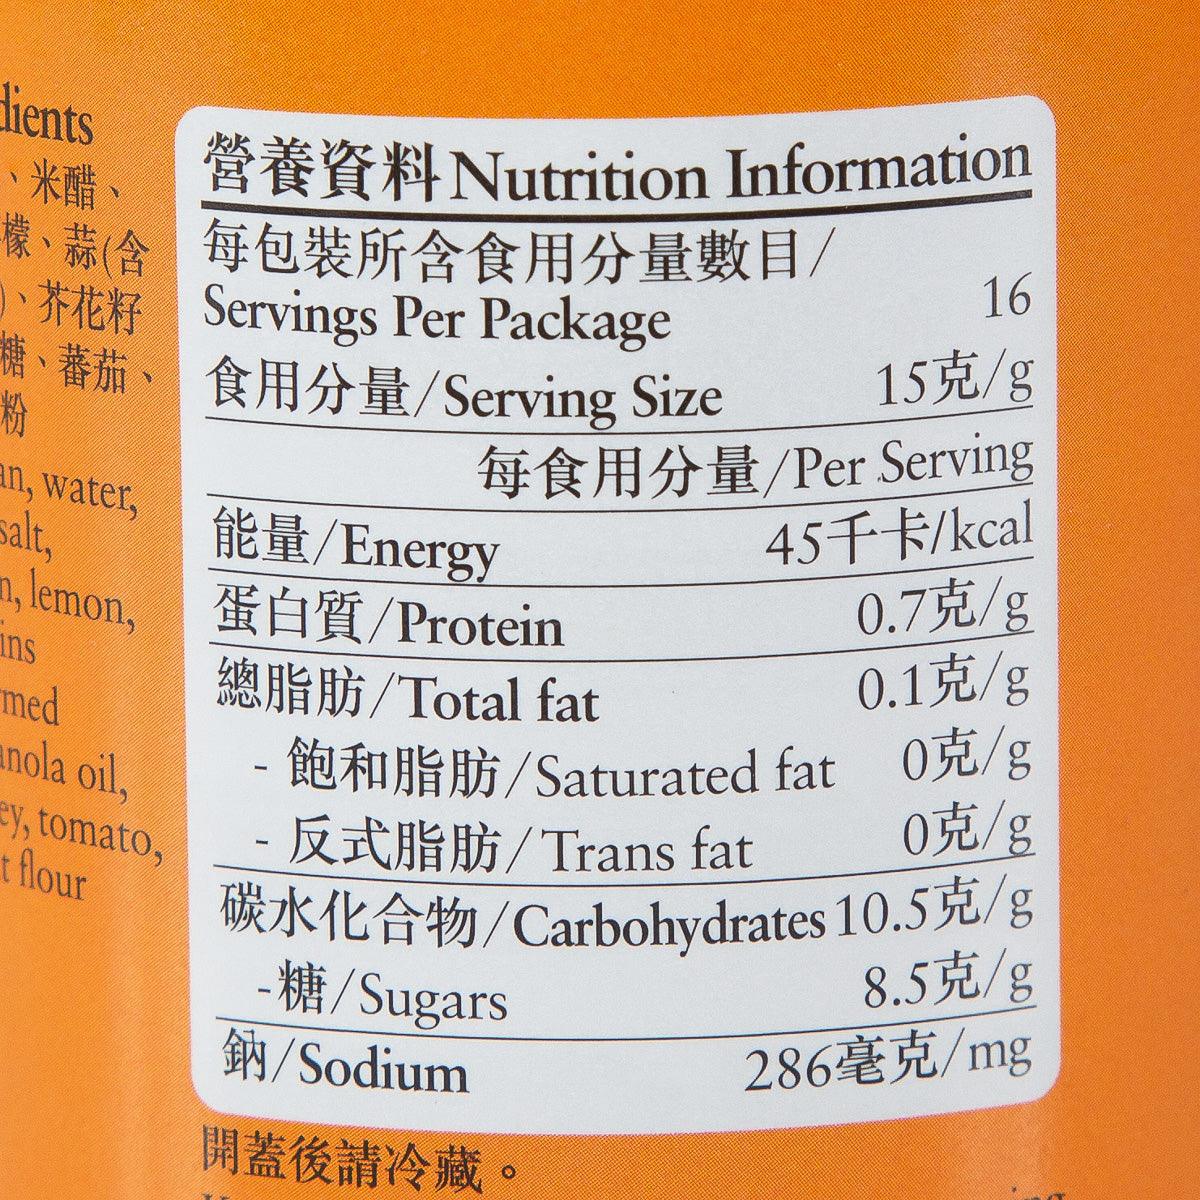 dients
、米醋、
檬、蒜(含
)、芥花籽
糖、蕃茄、
粉
an, water,
salt,
n, lemon,
ins
rmed
anola oil,
ey, tomato,
t flour
營養資料 Nutrition Information
每包裝所含食用分量數目/
Servings Per Package 16
食用分量/Serving Size 15克/g
每食用分量/Per Serving
能量/Energy 45千卡/kcal
蛋白質/Protein 0.7克/g
總脂肪/Total fat 0.1克/g
- 飽和脂肪/Saturated fat 0克/g
- 反式脂肪/Trans fat 0克/g
碳水化合物/Carbohydrates 10.5克/g
-糖/Sugars 8.5克/g
鈉/Sodium 286毫克/mg
開蓋後請冷藏。